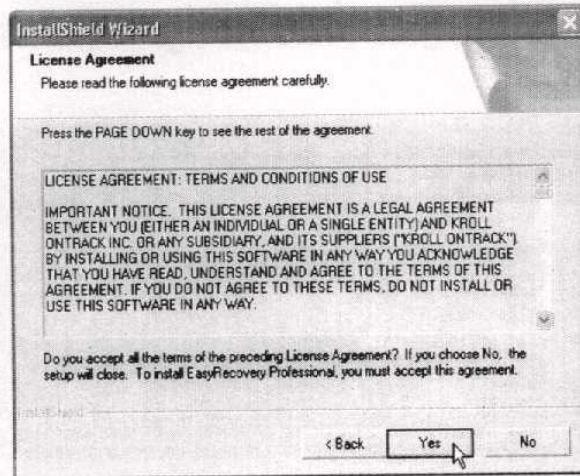 InstallShield Wizard
License Agreement
Please read the following license agreement carefully.
Press the PAGE DOWN key to see the rest of the agreement.
LICENSE AGREEMENT: TERMS AND CONDITIONS OF USE
IMPORTANT NOTICE. THIS LICENSE AGREEMENT IS A LEGAL AGREEMENT
BETWEEN YOU (EITHER AN INDIVIDUAL OR A SINGLE ENTITY) AND KROLL
ONTRACK INC. OR ANY SUBSIDIARY, AND ITS SUPPLIERS ("KROLL ONTRACK").
BY INSTALLING OR USING THIS SOFTWARE IN ANY WAY YOU ACKNOWLEDGE
THAT YOU HAVE READ, UNDERSTAND AND AGREE TO THE TERMS OF THIS
AGREEMENT. IF YOU DO NOT AGREE TO THESE TERMS, DO NOT INSTALL OR
USE THIS SOFTWARE IN ANY WAY.
Do you accept all the terms of the preceding License Agreement? If you choose No, the
setup will close. To install EasyRecovery Professional, you must accept this agreement.
InstallShield
< Back Yes No